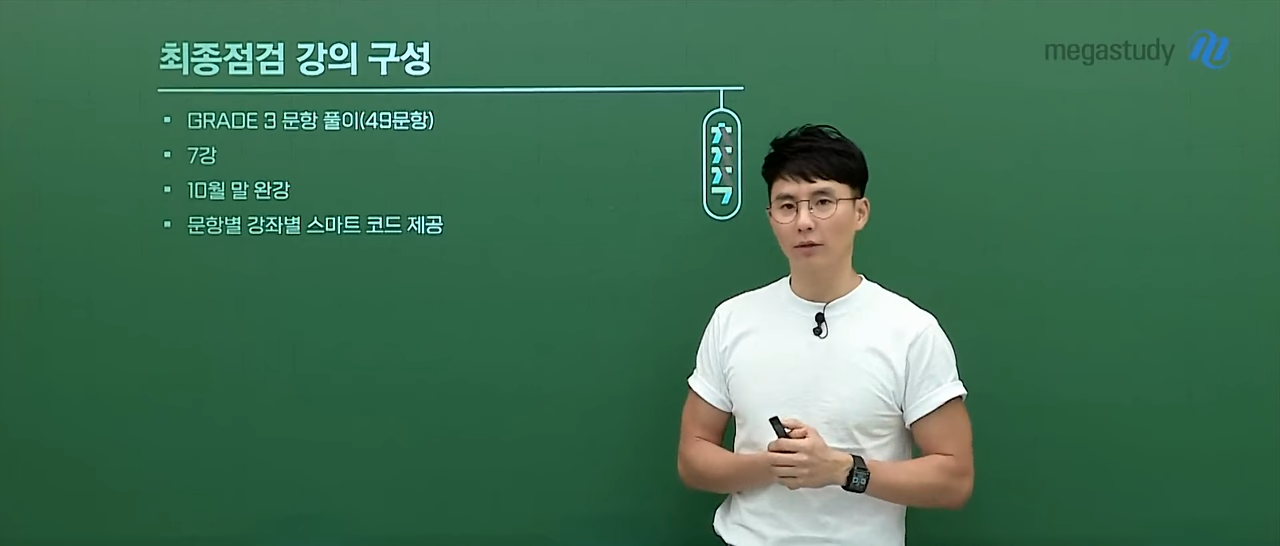 최종점검 강의 구성
megastudy
GRADE 3 문항 풀이(49문항)
7강
10월 말 완강
문항별 강좌별 스마트 코드 제공